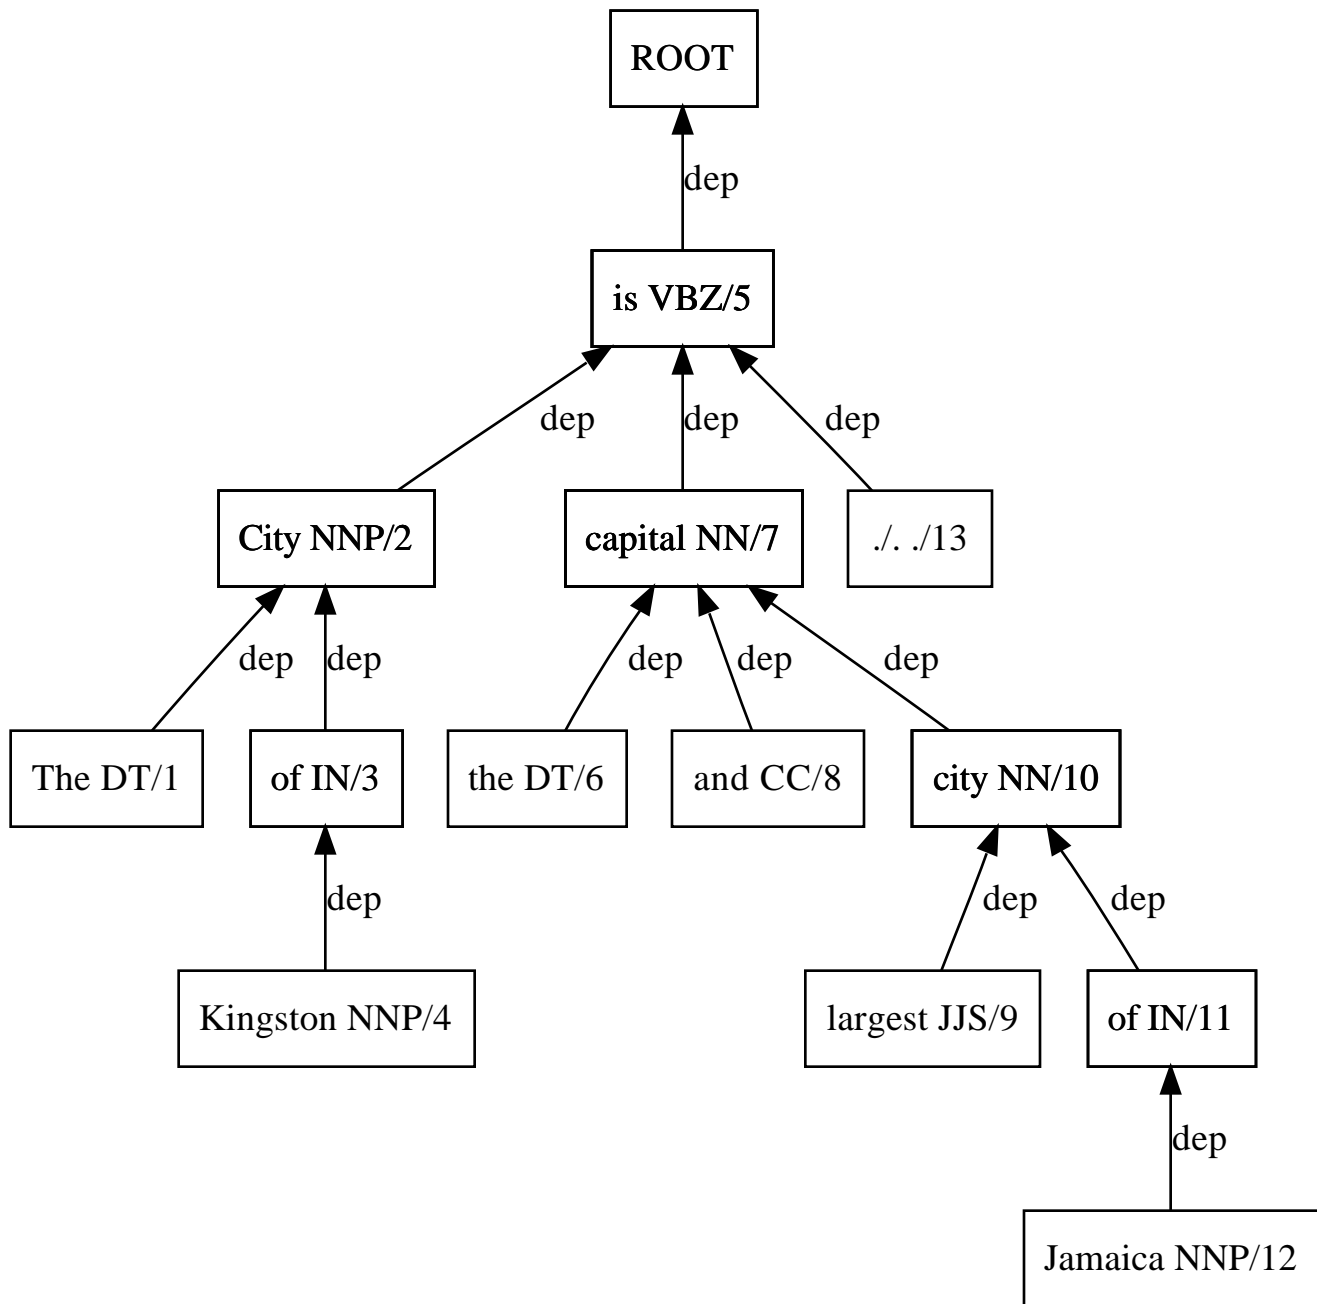 ROOT
dep
is VBZ/5
dep dep dep
City NNP/2 capital NN/7 ./. ./13
dep dep dep dep dep
The DT/1 of IN/3 the DT/6 and CC/8 city NN/10
dep dep dep
Kingston NNP/4 largest JJS/9 of IN/11
dep
Jamaica NNP/12